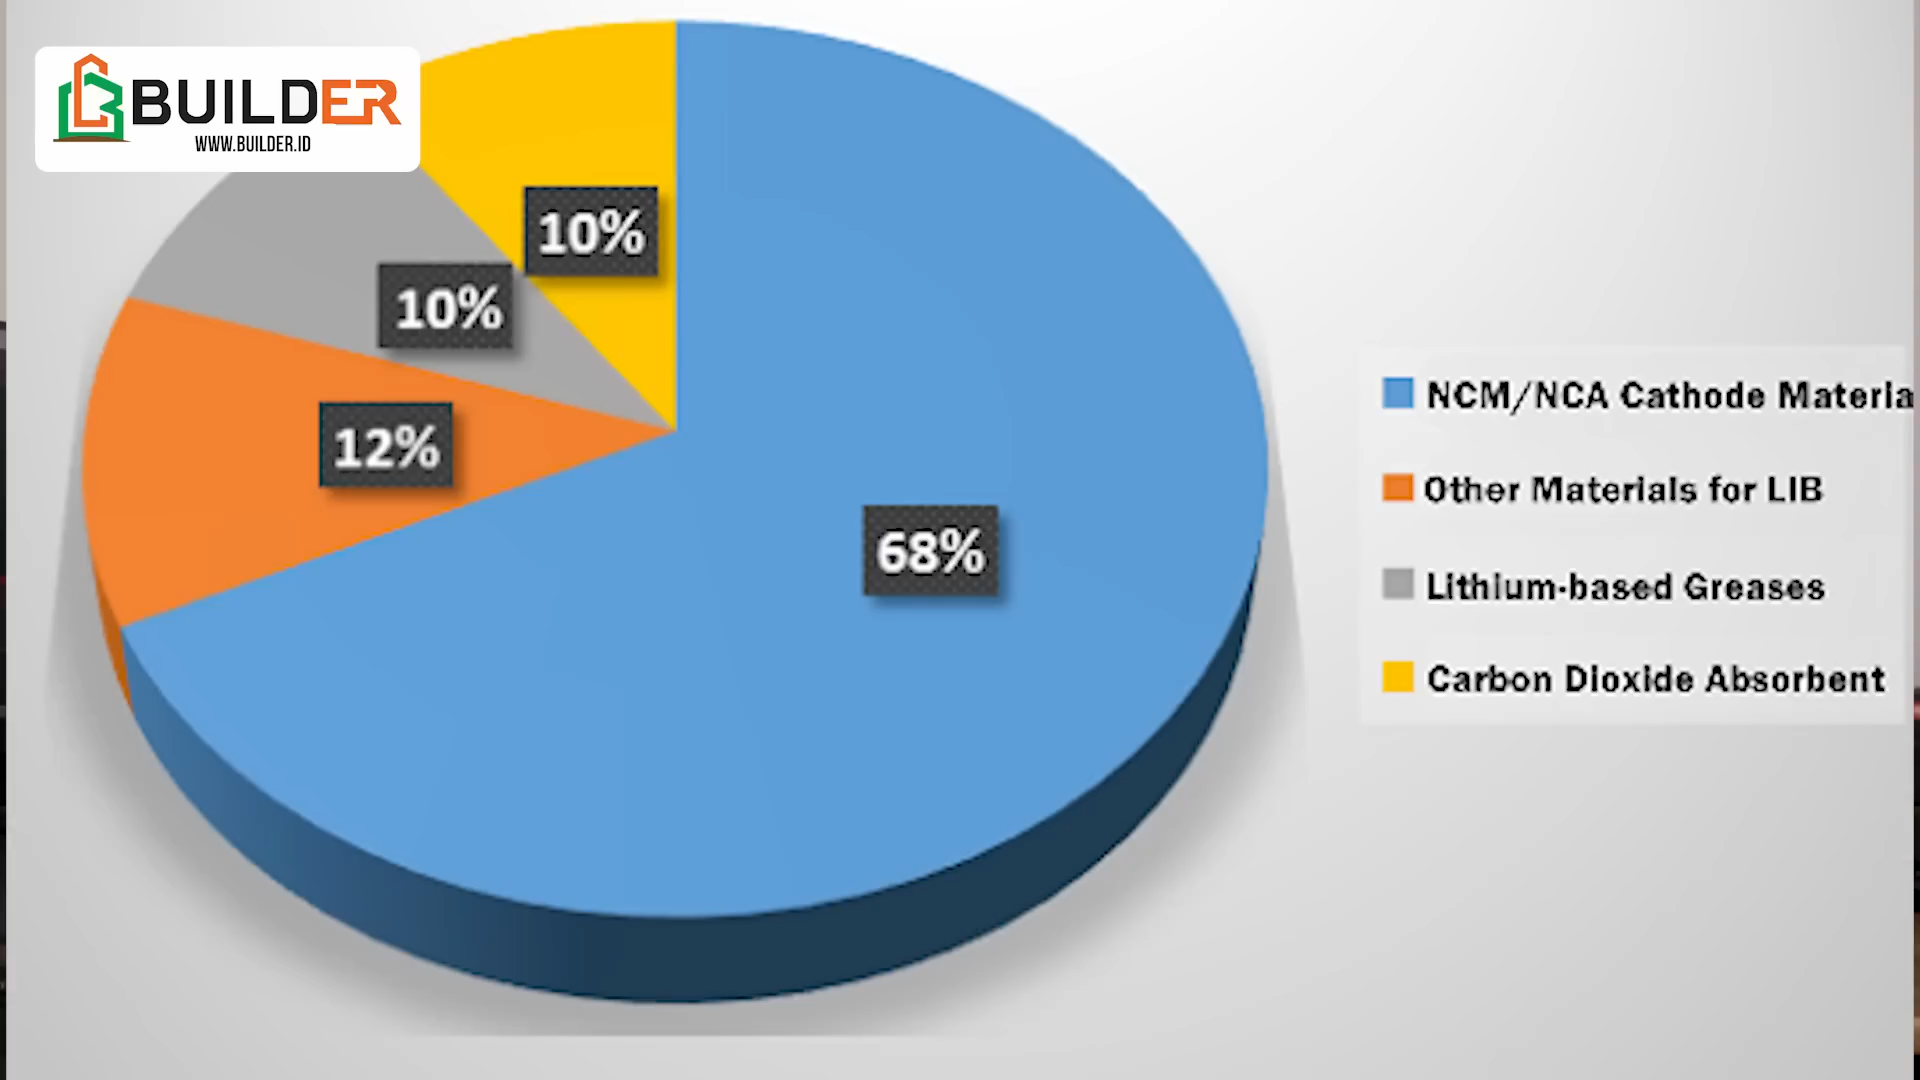 BUILDER
WWW.BUILDER.ID
10%
10%
12%
68%
NCM/NCA Cathode Materia
Other Materials for LIB
Lithium-based Greases
Carbon Dioxide Absorbent